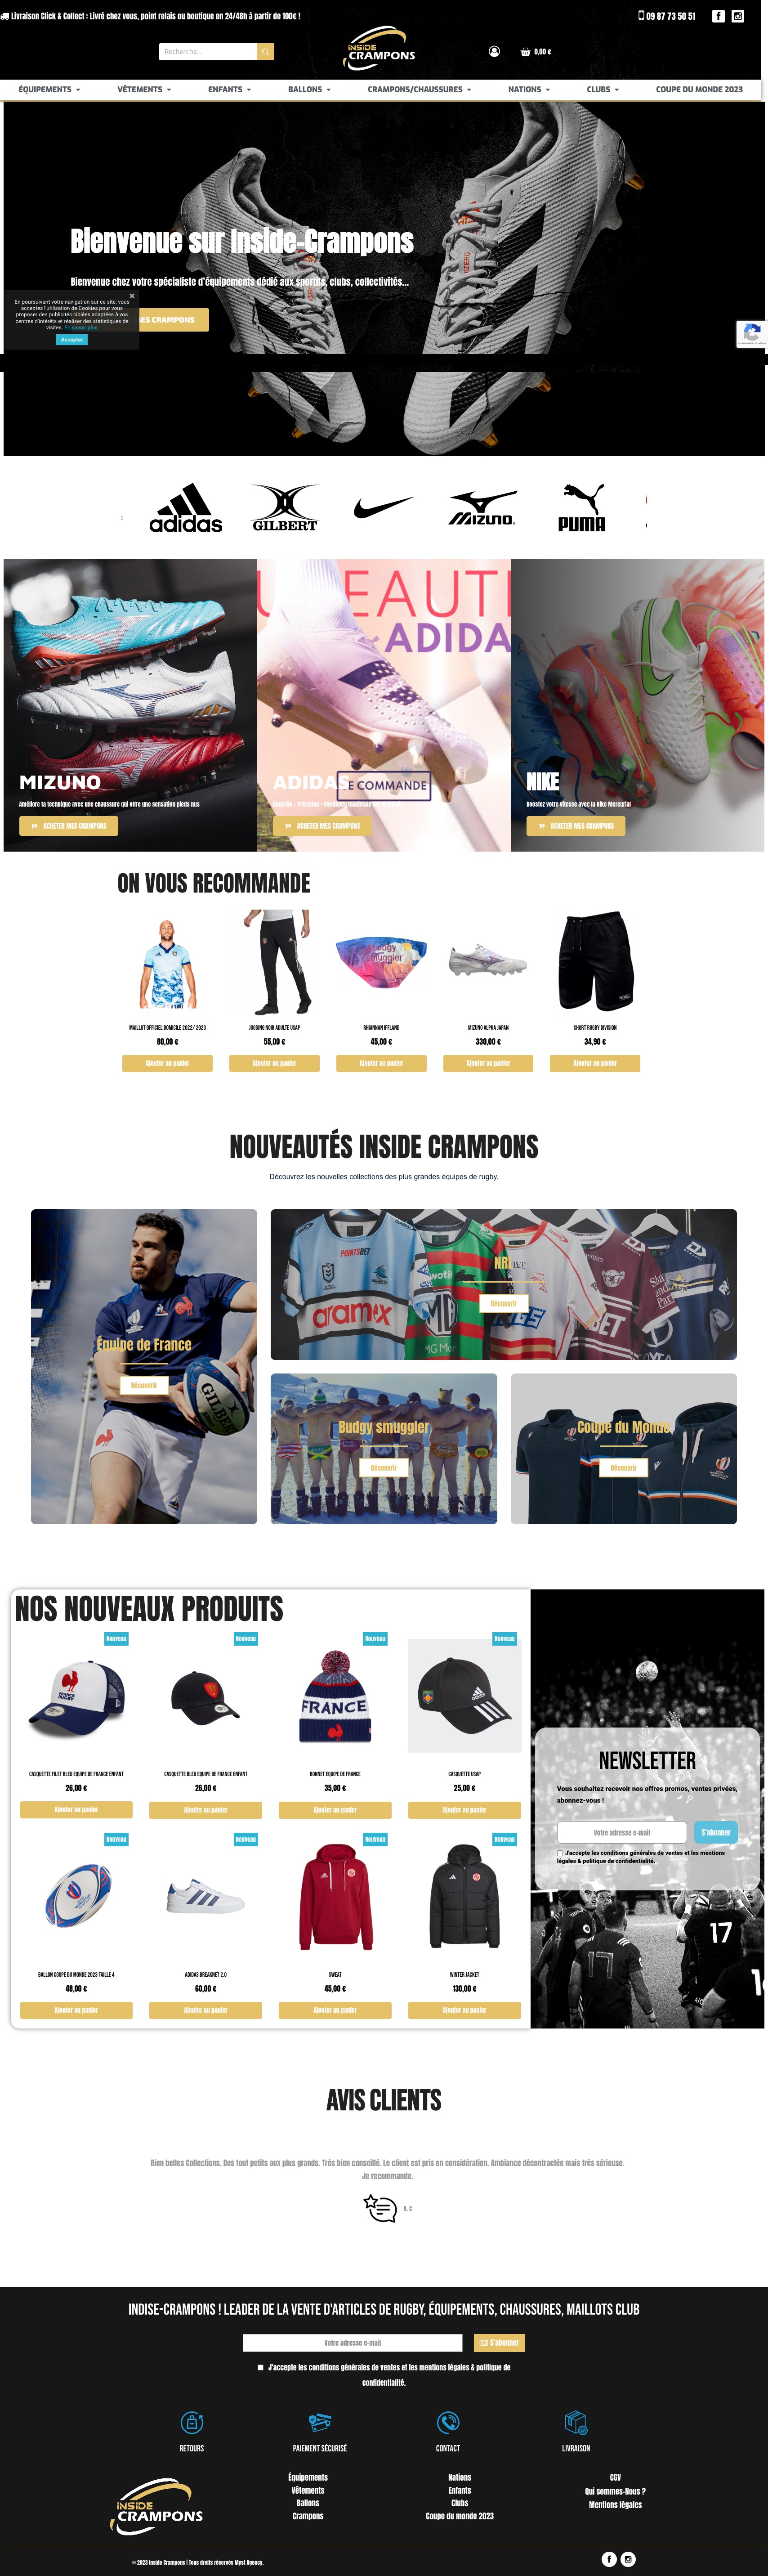 Livraison Click & Collect : Livré chez vous, point relais ou boutique en 24/48h à partir de 100€ !
09 87 73 50 51
Recherche...
INSIDE
CRAMPONS
0,00 €
ÉQUIPEMENTS
VÊTEMENTS
ENFANTS
BALLONS
CRAMPONS/CHAUSSURES
NATIONS
CLUBS
COUPE DU MONDE 2023
Bienvenue sur Inside-Crampons
Bienvenue chez votre spécialiste d'équipements dédié aux sportifs, clubs, collectivités...
En poursuivant votre navigation sur ce site, vous
acceptez l'utilisation de Cookies pour vous
proposer des publicités ciblées adaptées à vos
centres d'intérêts et réaliser des statistiques de
visites. En savoir plus
Accepter
MES CRAMPONS
adidas
GILBERT
MIZUNO
PUMA
EAUT
ADIDA
JE COMMANDE
MIZUNO
Améliore ta technique avec une chaussure qui offre une sensation pieds nus
ACHETER MES CRAMPONS
ADIDAS
ACHETER MES CRAMPONS
NIKE
Boostez votre vitesse avec la Nike Mercurial
ACHETER MES CRAMPONS
ON VOUS RECOMMANDE
MAILLOT OFFICIEL DOMICILE 2022/ 2023
80,00 €
Ajouter au panier
JOGGING NOIR ADULTE USAP
55,00 €
Ajouter au panier
RHIANNAN IFFLAND
45,00 €
Ajouter au panier
MIZUNO ALPHA JAPAN
330,00 €
Ajouter au panier
SHORT RUGBY DIVISION
34,90 €
Ajouter au panier
NOUVEAUTÉS INSIDE CRAMPONS
Découvrez les nouvelles collections des plus grandes équipes de rugby.
Équipe de France
Découvrir
GILBERT
POINTSBET
aramex
NRL
Découvrir
Budgy smuggler
Découvrir
Coupe du Monde
Découvrir
NOS NOUVEAUX PRODUITS
Nouveau
Nouveau
Nouveau
Nouveau
FRANCE
CASQUETTE FILET BLEU EQUIPE DE FRANCE ENFANT
26,00 €
Ajouter au panier
CASQUETTE BLEU EQUIPE DE FRANCE ENFANT
26,00 €
Ajouter au panier
BONNET EQUIPE DE FRANCE
35,00 €
Ajouter au panier
CASQUETTE USAP
25,00 €
Ajouter au panier
Nouveau
Nouveau
Nouveau
Nouveau
BALLON COUPE DU MONDE 2023 TAILLE 4
48,00 €
Ajouter au panier
ADIDAS BREAKNET 2.0
60,00 €
Ajouter au panier
SWEAT
45,00 €
Ajouter au panier
WINTER JACKET
130,00 €
Ajouter au panier
NEWSLETTER
Vous souhaitez recevoir nos offres promos, ventes privées,
abonnez-vous !
Votre adresse e-mail
S'abonner
J'accepte les conditions générales de ventes et les mentions
légales & politique de confidentialité.
17
17
AVIS CLIENTS
Bien belles Collections. Des tout petits aux plus grands. Très bien conseillé. Le client est pris en considération. Ambiance décontractée mais très sérieuse.
Je recommande.
A. C
INDISE-CRAMPONS ! LEADER DE LA VENTE D'ARTICLES DE RUGBY, ÉQUIPEMENTS, CHAUSSURES, MAILLOTS CLUB
Votre adresse e-mail
S'abonner
J'accepte les conditions générales de ventes et les mentions légales & politique de
confidentialité.
RETOURS
PAIEMENT SÉCURISÉ
CONTACT
LIVRAISON
INSIDE
CRAMPONS
Équipements
Vêtements
Ballons
Crampons
Nations
Enfants
Clubs
Coupe du monde 2023
CGV
Qui sommes-Nous ?
Mentions légales
© 2023 Inside Crampons | Tous droits réservés Myst Agency.